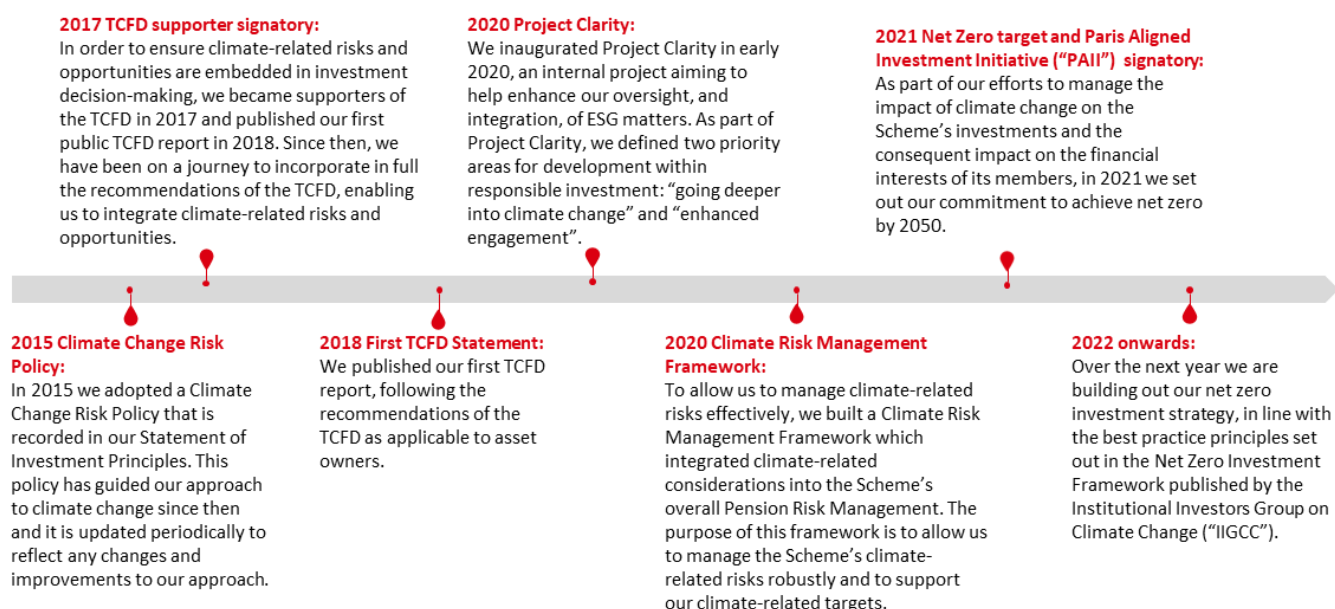 2017 TCFD supporter signatory:
In order to ensure climate-related risks and
opportunities are embedded in investment
decision-making, we became supporters of
the TCFD in 2017 and published our first
public TCFD report in 2018. Since then, we
have been on a journey to incorporate in full
the recommendations of the TCFD, enabling
us to integrate climate-related risks and
opportunities.
2020 Project Clarity:
We inaugurated Project Clarity in early
2020, an internal project aiming to
help enhance our oversight, and
integration, of ESG matters. As part of
Project Clarity, we defined two priority
areas for development within
responsible investment: “going deeper
into climate change” and “enhanced
engagement”.
2021 Net Zero target and Paris Aligned
Investment Initiative (“PAII”) signatory:
As part of our efforts to manage the
impact of climate change on the
Scheme’s investments and the
consequent impact on the financial
interests of its members, in 2021 we set
out our commitment to achieve net zero
by 2050.
2015 Climate Change Risk
Policy:
In 2015 we adopted a Climate
Change Risk Policy that is
recorded in our Statement of
Investment Principles. This
policy has guided our approach
to climate change since then
and it is updated periodically to
reflect any changes and
improvements to our approach.
2018 First TCFD Statement:
We published our first TCFD
report, following the
recommendations of the
TCFD as applicable to asset
owners.
2020 Climate Risk Management
Framework:
To allow us to manage climate-related
risks effectively, we built a Climate Risk
Management Framework which
integrated climate-related
considerations into the Scheme’s
overall Pension Risk Management. The
purpose of this framework is to allow us
to manage the Scheme’s climate-
related risks robustly and to support
our climate-related targets.
2022 onwards:
Over the next year we are
building out our net zero
investment strategy, in line with
the best practice principles set
out in the Net Zero Investment
Framework published by the
Institutional Investors Group on
Climate Change (“IIGCC”).